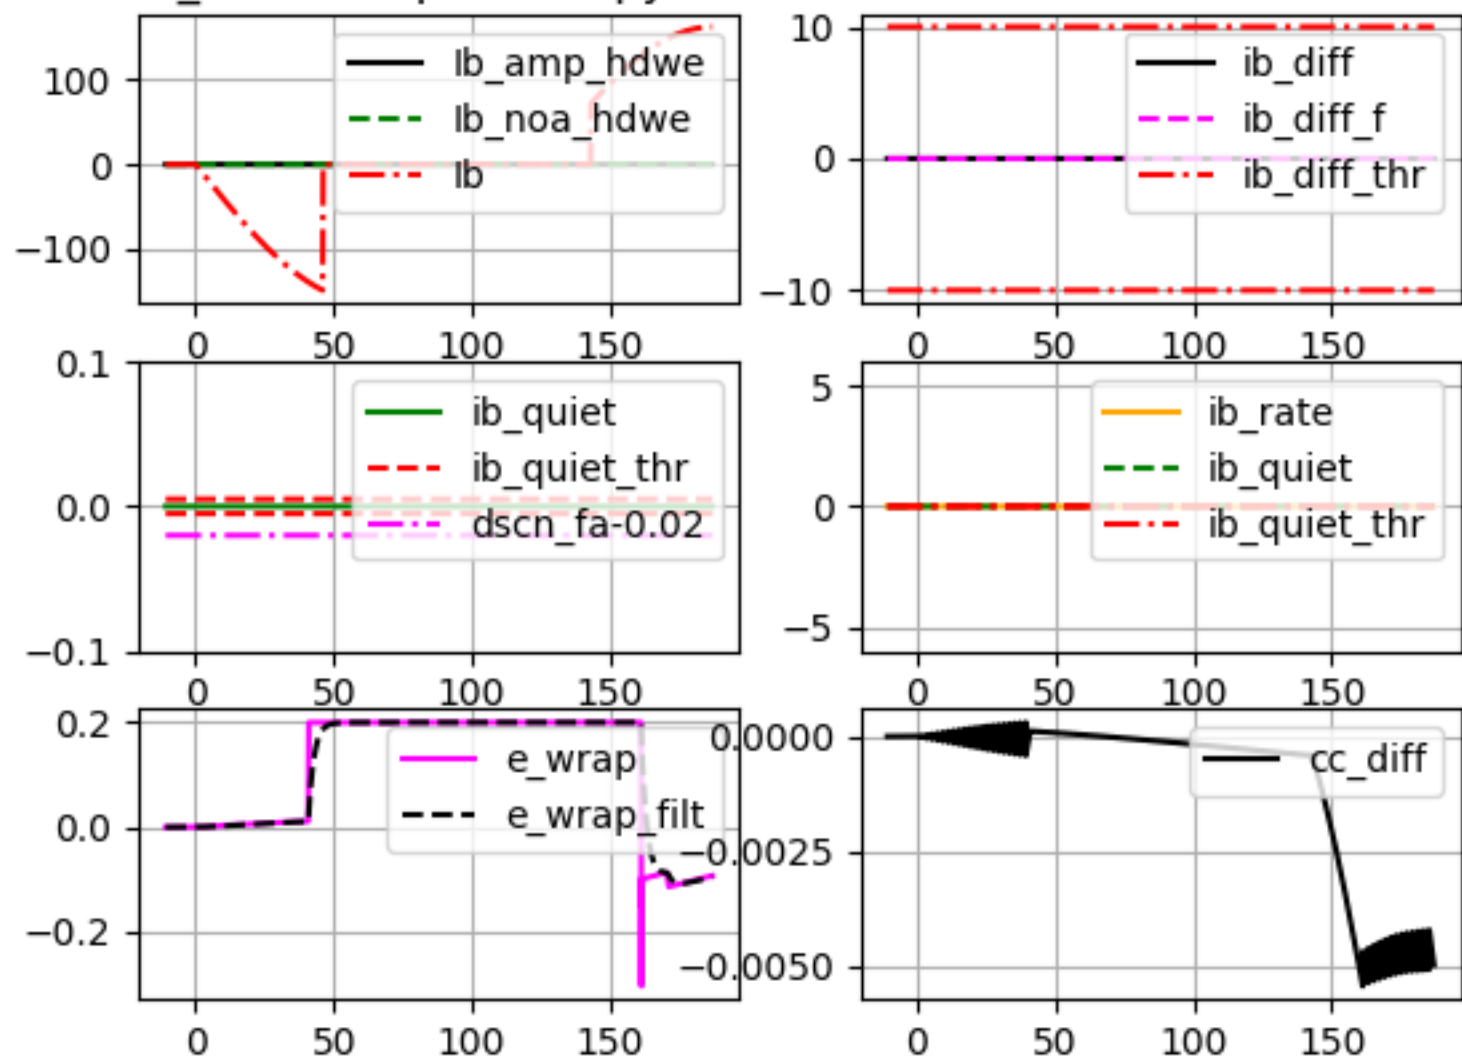 100
0
−100
Ib_amp_hdwe
Ib_noa_hdwe
Ib
0 50 100 150
10
0
−10
ib_diff
ib_diff_f
ib_diff_thr
0 50 100 150
0.1
0.0
−0.1
ib_quiet
ib_quiet_thr
dscn_fa-0.02
0 50 100 150
5
0
−5
ib_rate
ib_quiet
ib_quiet_thr
0 50 100 150
0.2
0.0
−0.2
e_wrap
e_wrap_filt
0 50 100 150
0.0000
−0.0025
−0.0050
cc_diff
0 50 100 150